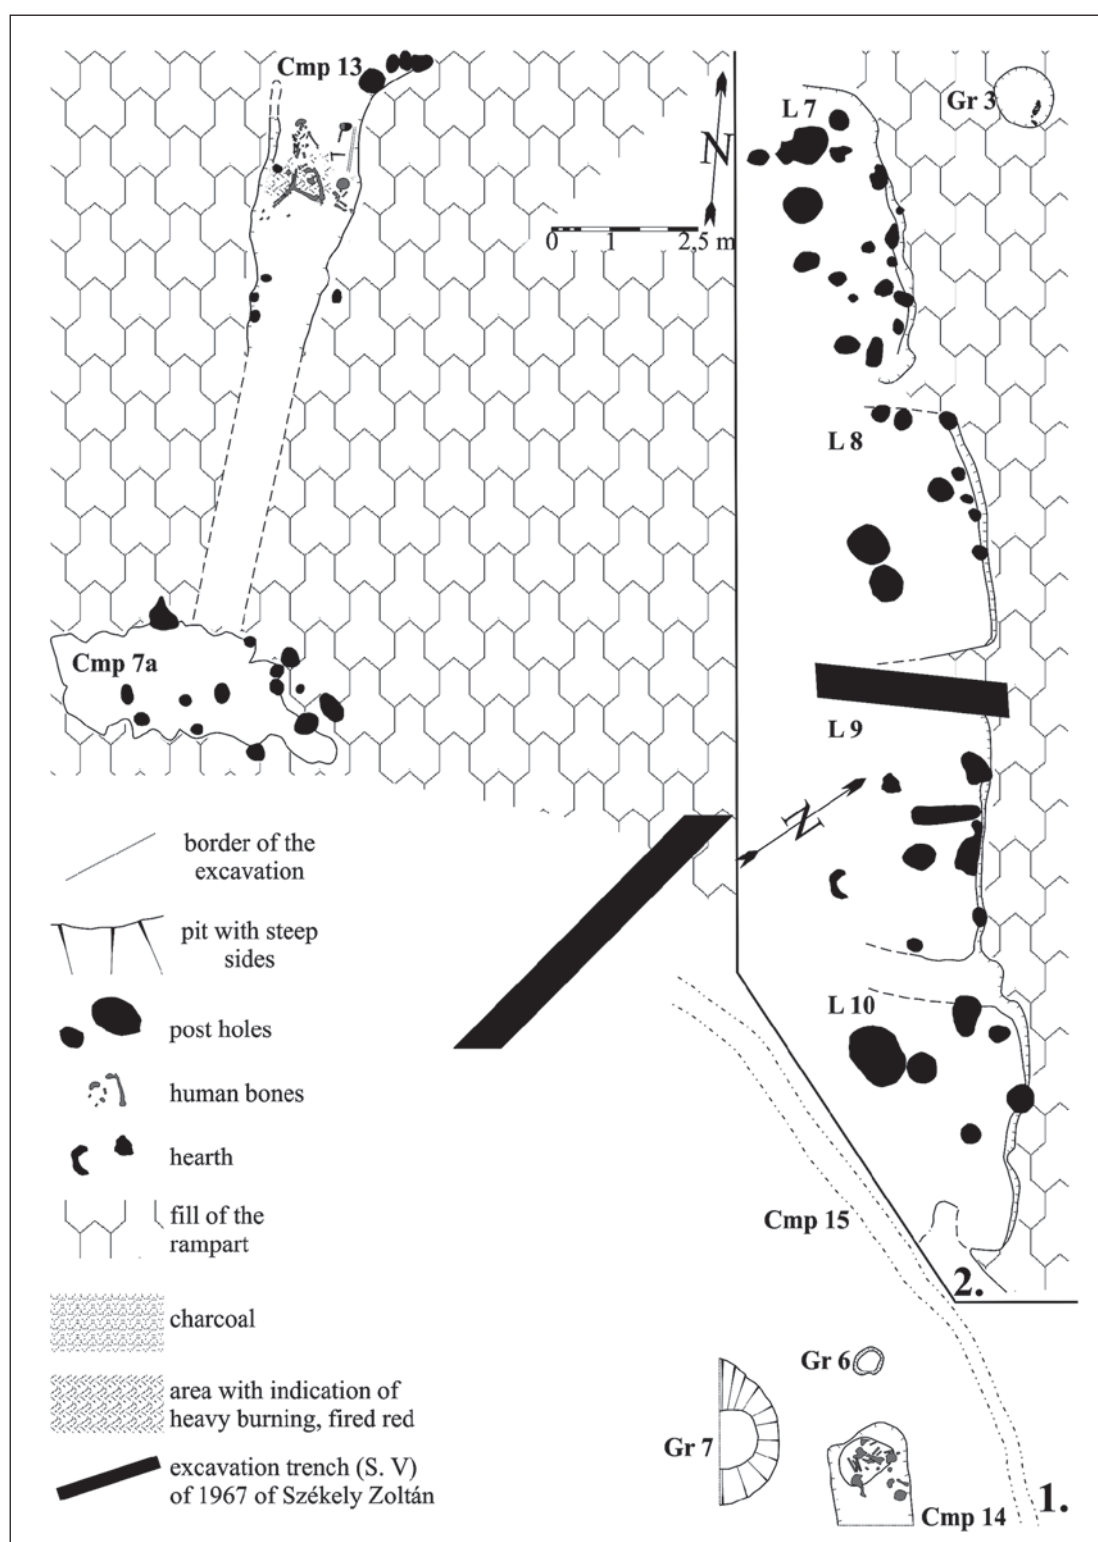 Cmp 13
N
0 1 2,5 m
L 7
Gr 3
L 8
Cmp 7a
L 9
N
L 10
border of the
excavation
pit with steep
sides
post holes
human bones
hearth
fill of the
rampart
charcoal
area with indication of
heavy burning, fired red
excavation trench (S. V)
of 1967 of Székely Zoltán
Cmp 15
2.
Gr 6
Gr 7
Cmp 14
1.